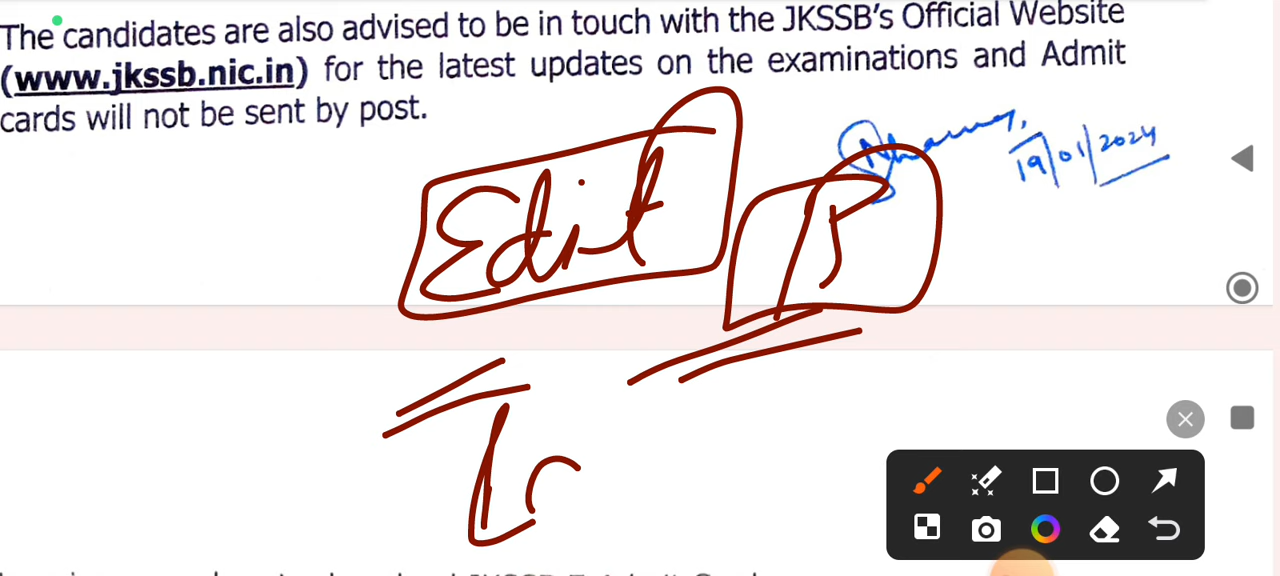 The candidates are also advised to be in touch with the JKSSB's Official Website
(www.jkssb.nic.in) for the latest updates on the examinations and Admit
cards will not be sent by post.
19/01/2024
Edit